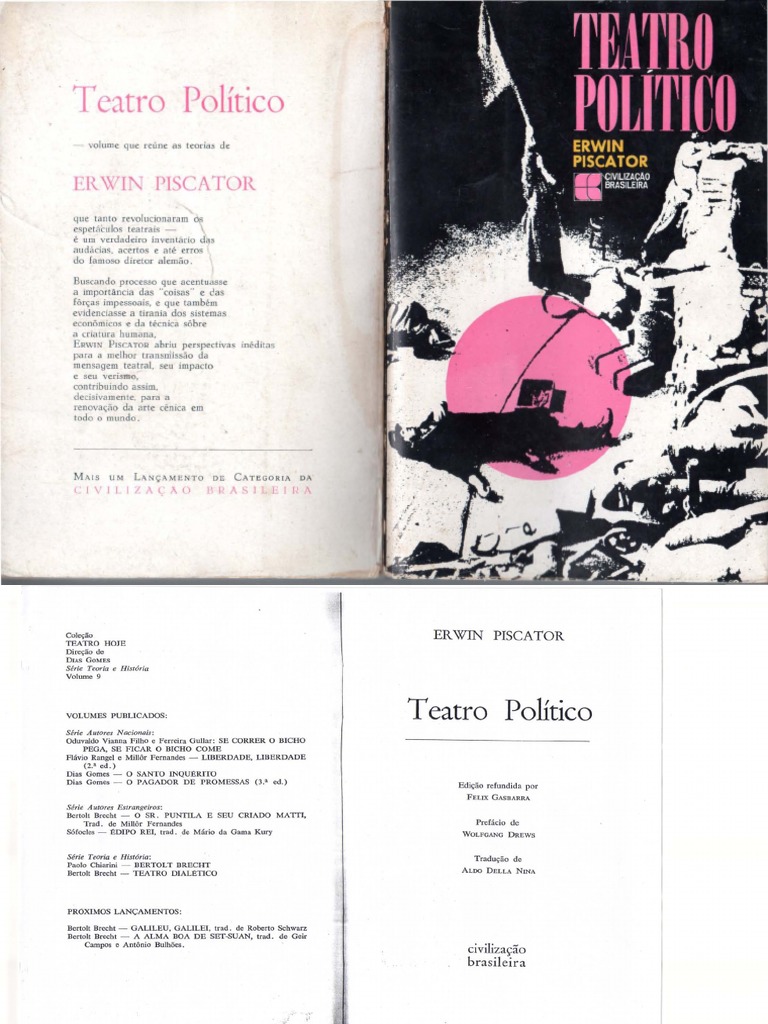 Teatro Político
— volume que reúne as teorias de
ERWIN PISCATOR
que tanto revolucionaram os
espetáculos teatrais —
é um verdadeiro inventário das
audácias, acertos e até erros
do famoso diretor alemão.
Buscando processo que acentuasse
a importância das "coisas" e das
fôrças impessoais, e que também
evidenciasse a tirania dos sistemas
econômicos e da técnica sôbre
a criatura humana,
ERWIN PISCATOR abriu perspectivas inéditas
para a melhor transmissão da
mensagem teatral, seu impacto
e seu verismo,
contribuindo assim,
decisivamente, para a
renovação da arte cênica em
todo o mundo.
MAIS UM LANÇAMENTO DE CATEGORIA DA
CIVILIZAÇÃO BRASILEIRA
TEATRO
POLÍTICO
ERWIN
PISCATOR
CIVILIZAÇÃO
BRASILEIRA
Coleção
TEATRO HOJE
Direção de
DIAS GOMES
Série Teoria e História
Volume 9
VOLUMES PUBLICADOS:
Série Autores Nacionais:
Oduvaldo Vianna Filho e Ferreira Gullar: SE CORRER O BICHO
PEGA, SE FICAR O BICHO COME
Flávio Rangel e Millôr Fernandes — LIBERDADE, LIBERDADE
(2.ª ed.)
Dias Gomes — O SANTO INQUÉRITO
Dias Gomes — O PAGADOR DE PROMESSAS (3.ª ed.)
Série Autores Estrangeiros:
Bertolt Brecht — O SR. PUNTILA E SEU CRIADO MATTI,
Trad. de Millôr Fernandes
Sófocles — ÉDIPO REI, trad. de Mário da Gama Kury
Série Teoria e História:
Paolo Chiarini — BERTOLT BRECHT
Bertolt Brecht — TEATRO DIALÉTICO
PRÓXIMOS LANÇAMENTOS:
Bertolt Brecht — GALILEU, GALILEI, trad. de Roberto Schwarz
Bertolt Brecht — A ALMA BOA DE SET-SUAN, trad. de Geir
Campos e Antônio Bulhões.
ERWIN PISCATOR
Teatro Político
Edição refundida por
FELIX GASBARRA
Prefácio de
WOLFGANG DREWS
Tradução de
ALDO DELLA NINA
civilização
brasileira